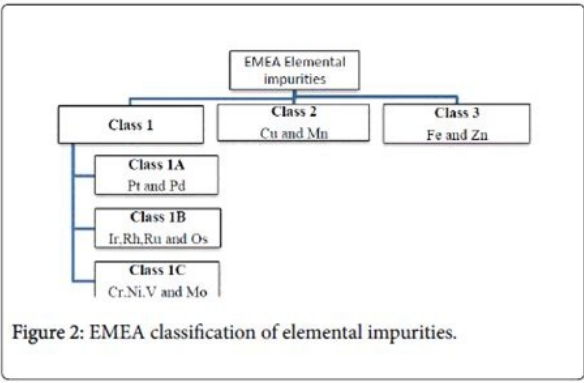 EMEA Elemental
impurities
Class 1
Class 2
Cu and Mn
Class 3
Fe and Zn
Class 1A
Pt and Pd
Class 1B
Ir,Rh,Ru and Os
Class 1C
Cr.Ni.V and Mo
Figure 2: EMEA classification of elemental impurities.